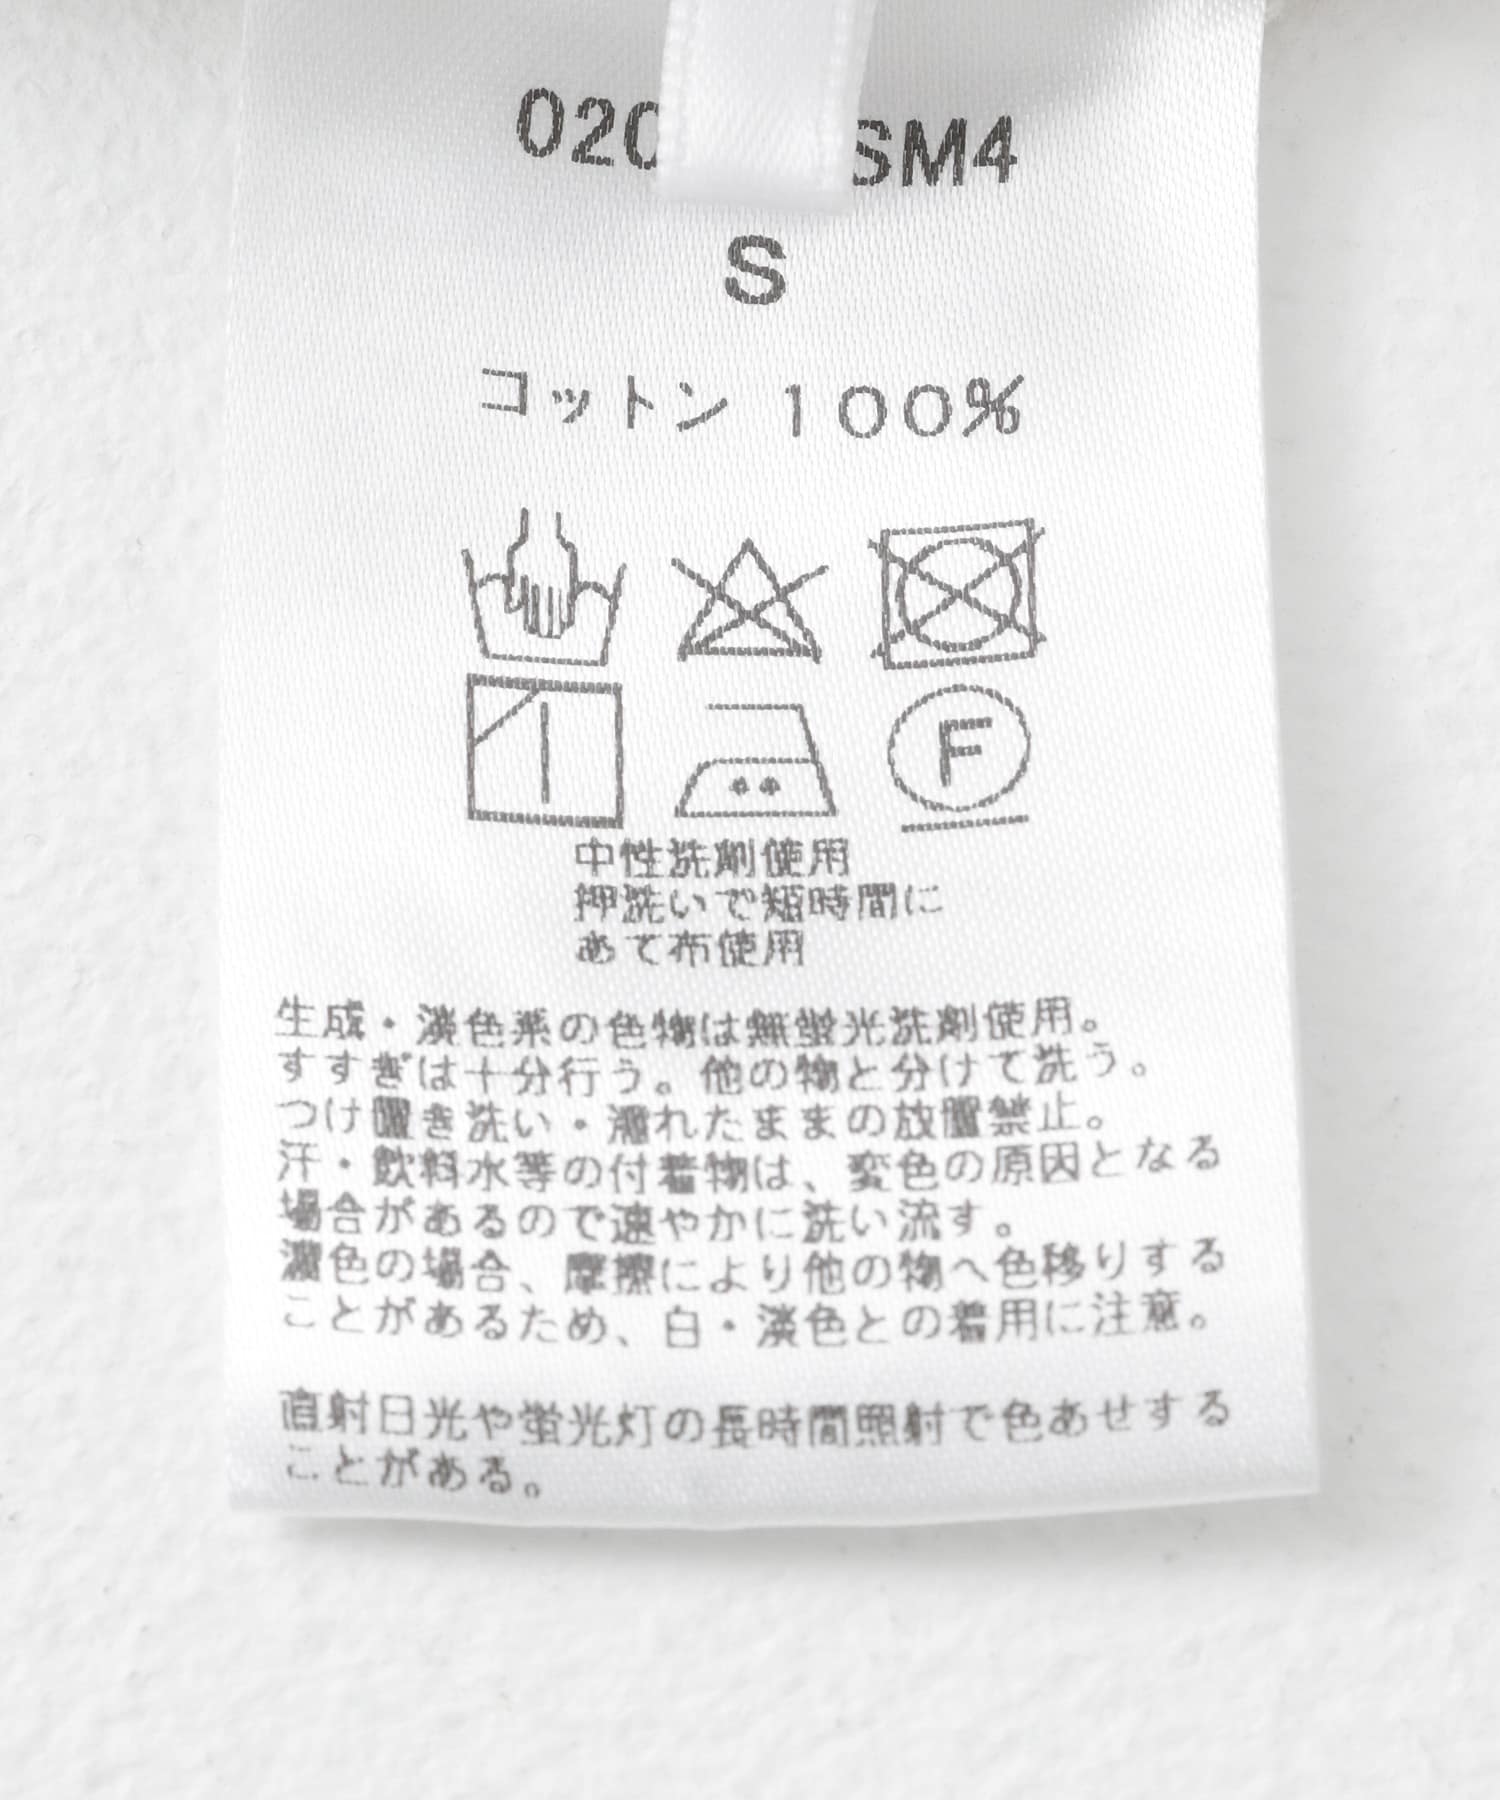 020 SM4
S
コットン 100%
F
中性洗剤使用
押洗いで短時間に
あて布使用
生成・淡色系の色物は無蛍光洗剤使用。
すすぎは十分行う。他の物と分けて洗う。
つけ置き洗い・濡れたままの放置禁止。
汗・飲料水等の付着物は、変色の原因となる
場合があるので速やかに洗い流す。
濃色の場合、摩擦により他の物へ色移りする
ことがあるため、白・淡色との着用に注意。
直射日光や蛍光灯の長時間照射で色あせする
ことがある。